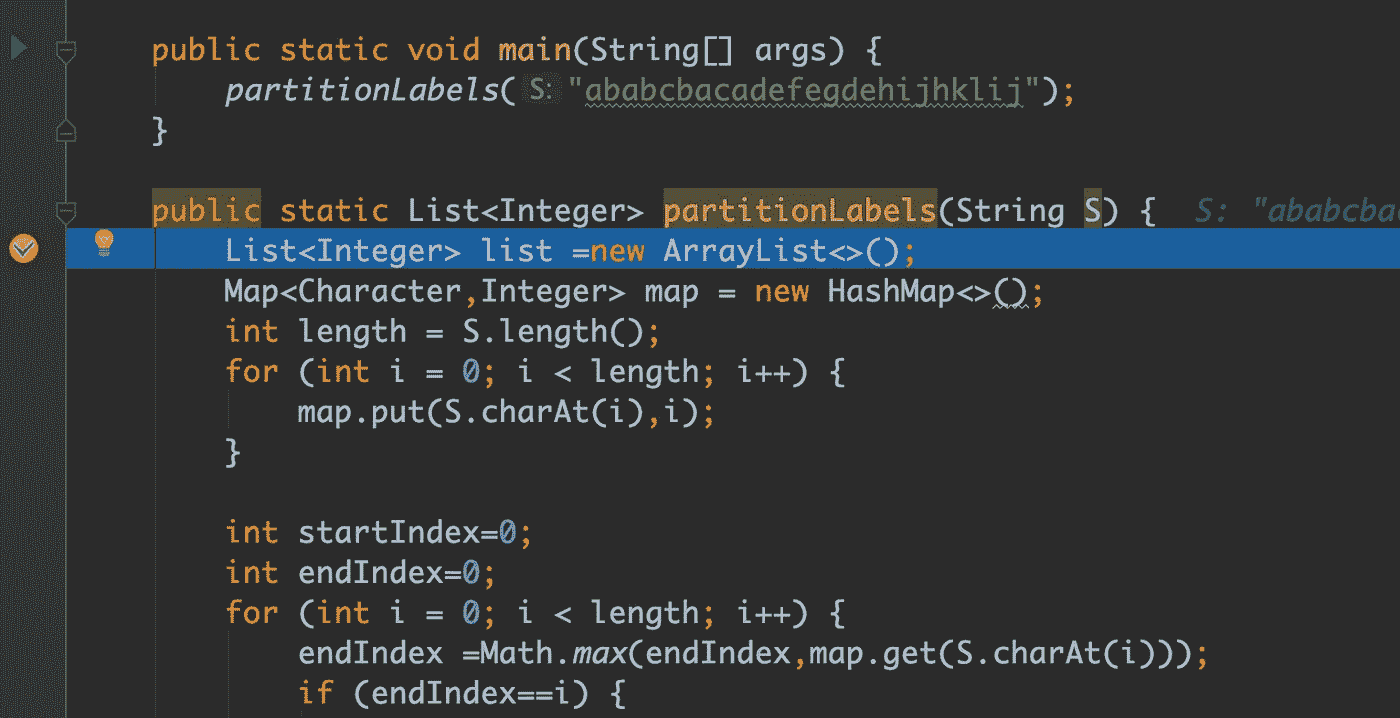 public static void main(String[] args) {
partitionLabels( S: "ababcbacadefegdehijhklij");
}
public static List<Integer> partitionLabels(String S) { S: "ababcba
List<Integer> list =new ArrayList<>();
Map<Character,Integer> map = new HashMap<>();
int length = S.length();
for (int i = 0; i < length; i++) {
map.put(S.charAt(i),i);
}
int startIndex=0;
int endIndex=0;
for (int i = 0; i < length; i++) {
endIndex =Math.max(endIndex,map.get(S.charAt(i)));
if (endIndex==i) {